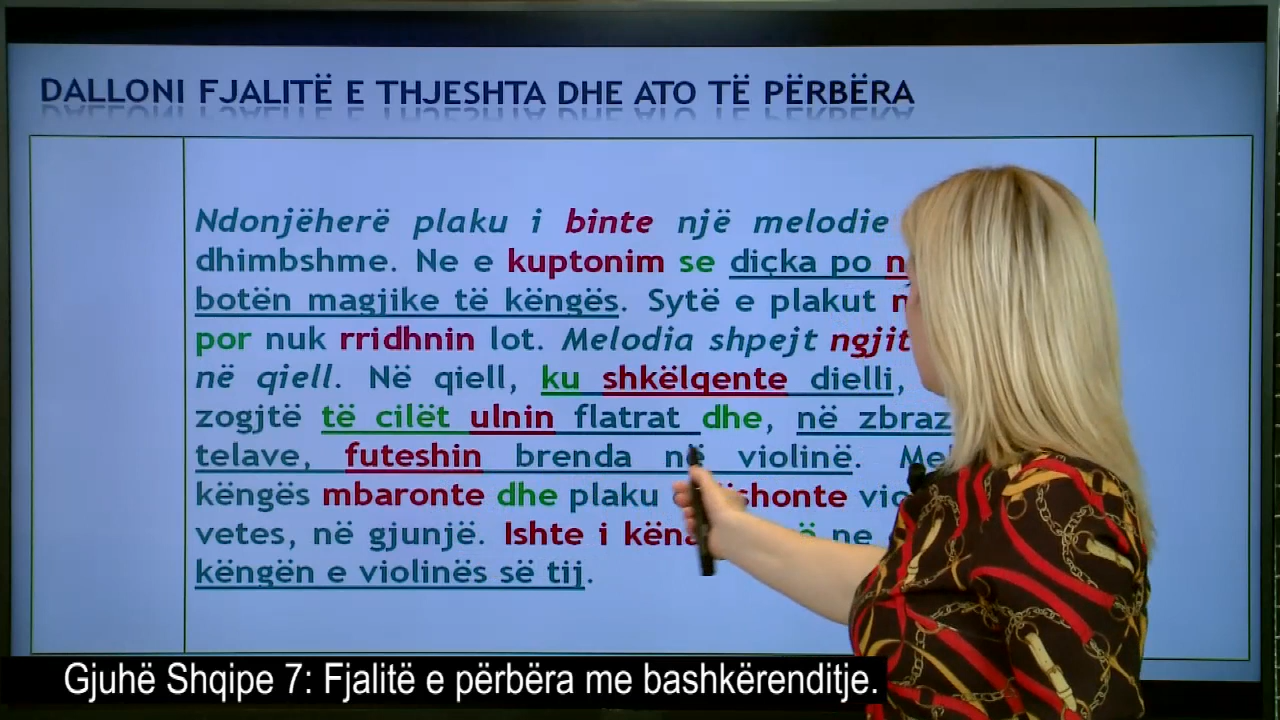 DALLONI FJALITË E THJESHTA DHE ATO TË PËRBËRA
Ndonjëherë plaku i binte një melodie
dhimbshme. Ne e kuptonim se diçka po
botën magjike të këngës. Sytë e plakut
por nuk rridhnin lot. Melodia shpejt
në qiell. Në qiell, ku shkëlqente dielli,
zogjtë të cilët ulnin flatrat dhe, në
telave, futeshin brenda në violinë.
këngës mbaronte dhe plaku
vetes, në gjunjë. Ishte i ne
këngën e violinës së tij.
Gjuhë Shqipe 7: Fjalitë e përbëra me bashkërenditje.